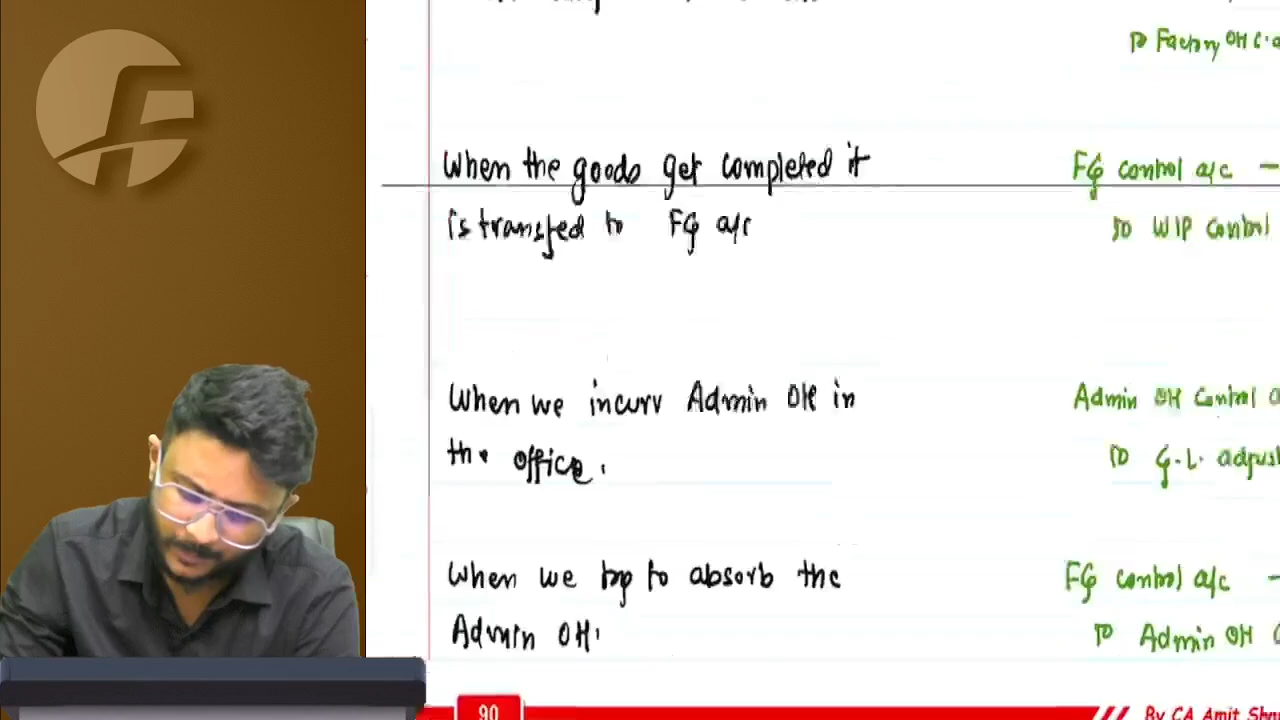 To Factory OH C.
When the goods get completed it
FG control a/c —
is transfed to FG a/c
To WIP control
When we incurr Admin OH in
Admin OH Control a
the office.
To G.L. adjust
When we try to absorb the
FG control a/c —
Admin OH.
To Admin OH C
90
By CA Amit Sha